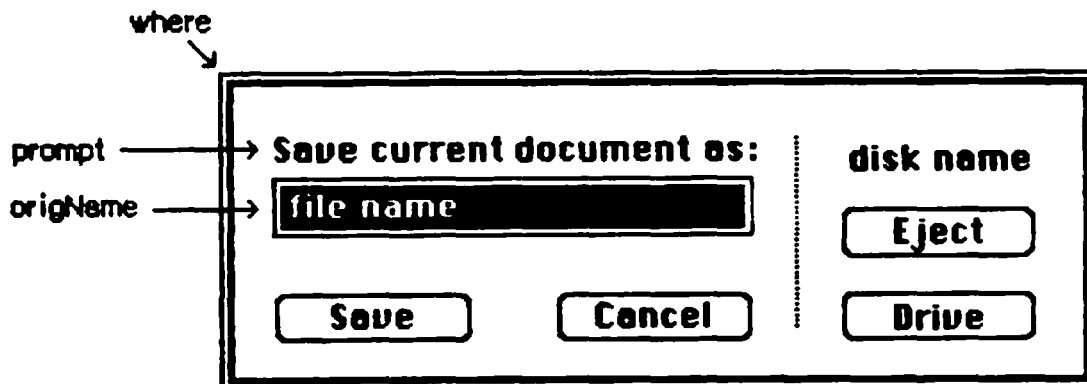 where
prompt
Save current document as:
disk name
origName
file name
Eject
Save
Cancel
Drive